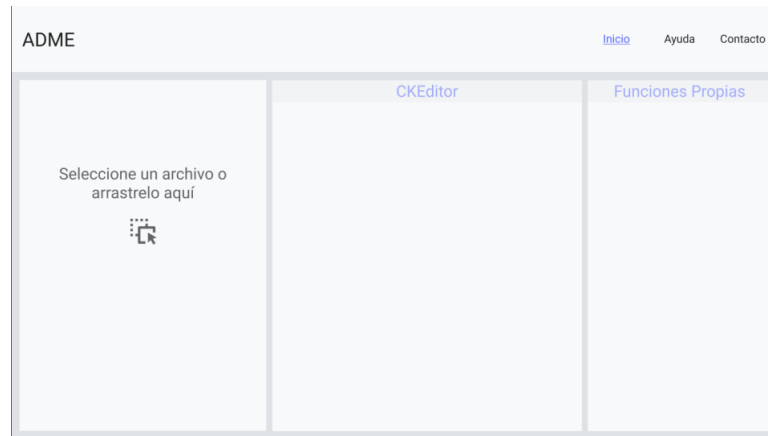 ADME
Inicio Ayuda Contacto
CKEditor
Funciones Propias
Seleccione un archivo o
arrastrelo aquí